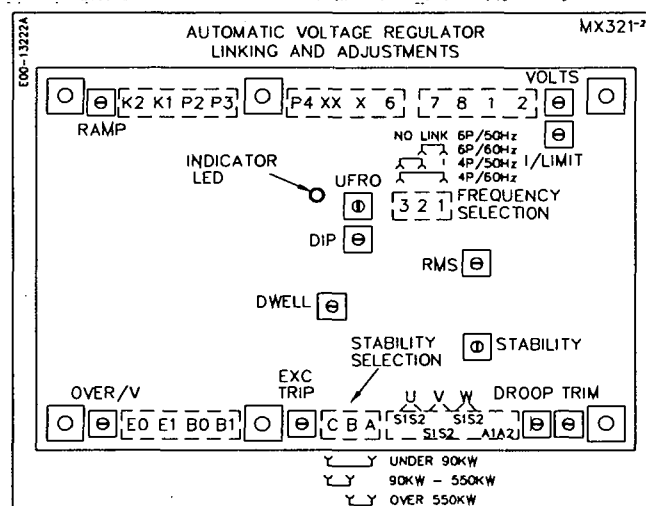 E00-13222A
AUTOMATIC VOLTAGE REGULATOR
LINKING AND ADJUSTMENTS
MX321-2
VOLTS
K2 K1 P2 P3
P4 XX X 6
7 8 1 2
RAMP
NO LINK 6P/50Hz
6P/60Hz
4P/50Hz
4P/60Hz
I/LIMIT
INDICATOR
LED
UFRO
3 2 1
FREQUENCY
SELECTION
DIP
RMS
DWELL
STABILITY
SELECTION
STABILITY
OVER/V
EXC
TRIP
U V W
DROOP TRIM
E0 E1 B0 B1
C B A
S1S2 S1S2
S1S2 A1A2
UNDER 90KW
90KW - 550KW
OVER 550KW